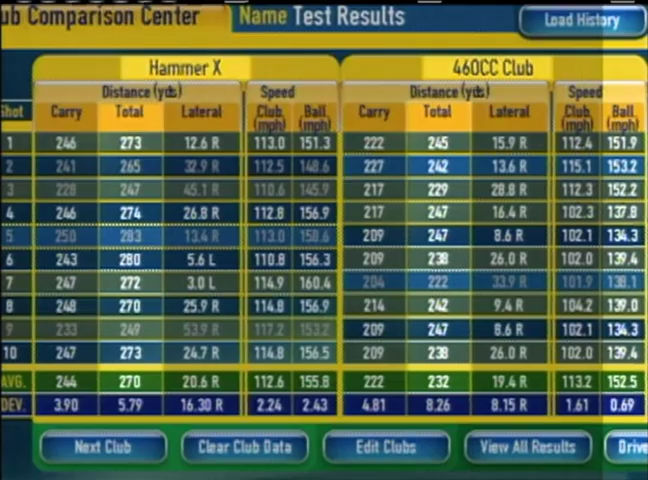 ub Comparison Center Name Test Results Load History
Hammer X 460CC Club
Distance (yds) Speed Distance (yds) Speed
Shot Carry Total Lateral Club (mph) Ball (mph) Carry Total Lateral Club (mph) Ball (mph)
1 246 273 12.6 R 113.0 151.3 222 245 15.9 R 112.4 151.9
2 241 265 32.9 R 112.5 148.6 227 242 13.6 R 115.1 153.2
3 228 247 45.1 R 110.6 145.9 217 229 28.8 R 112.3 152.2
4 246 274 26.8 R 112.8 156.9 217 247 16.4 R 102.3 137.8
5 250 283 13.4 R 113.0 158.6 209 247 8.6 R 102.1 134.3
6 243 280 5.6 L 110.8 156.3 209 238 26.0 R 102.0 139.4
7 247 272 3.0 L 114.9 160.4 204 222 33.9 R 101.9 138.1
8 248 270 25.9 R 114.8 156.9 214 242 9.4 R 104.2 139.0
9 233 249 53.9 R 117.2 153.2 209 247 8.6 R 102.1 134.3
10 247 273 24.7 R 114.8 156.5 209 238 26.0 R 102.0 139.4
AVG. 244 270 20.6 R 112.6 155.8 222 232 19.4 R 113.2 152.5
DEV. 3.90 5.79 16.30 R 2.24 2.43 4.81 8.26 8.15 R 1.61 0.69
Next Club Clear Club Data Edit Clubs View All Results Drive